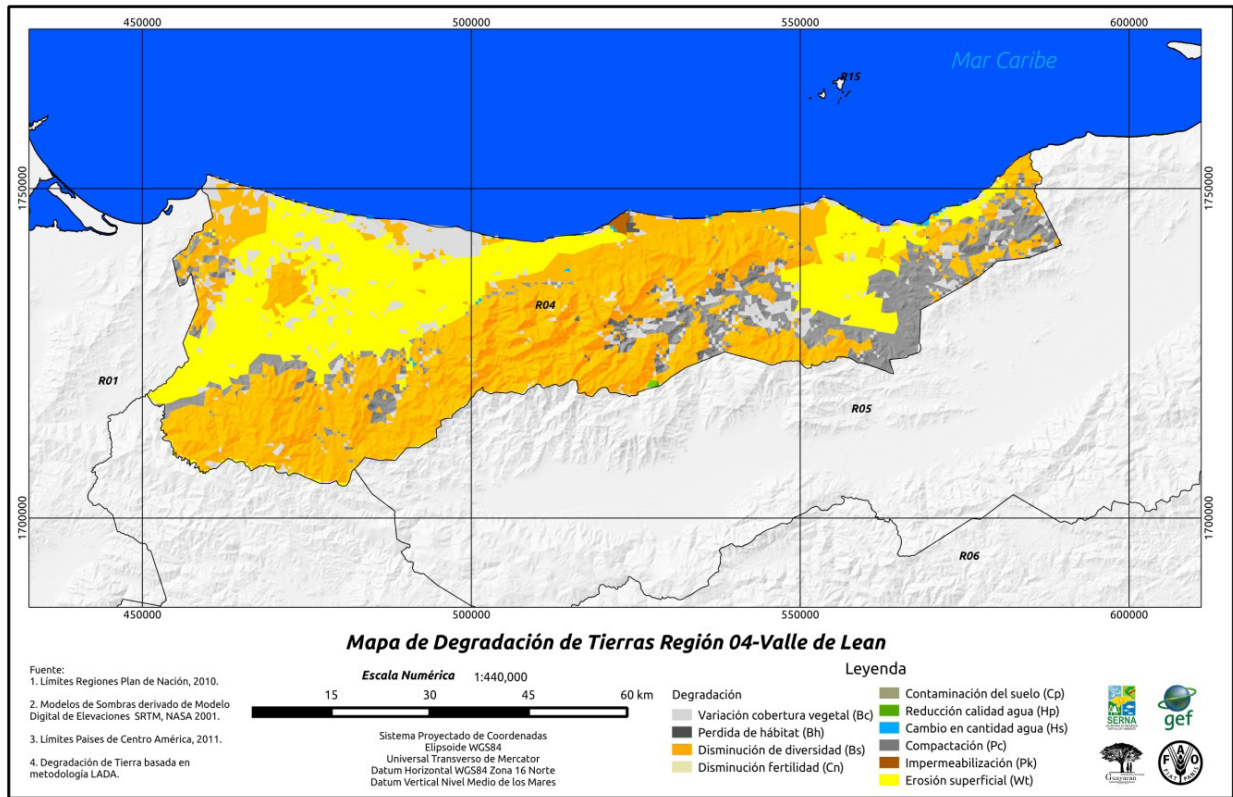 450000 500000 550000 600000
Mar Caribe
R15
1750000 1750000
R04
R01
R05
1700000 1700000
R06
450000 500000 550000 600000
Mapa de Degradación de Tierras Región 04-Valle de Lean
Fuente:
1. Límites Regiones Plan de Nación, 2010.
2. Modelos de Sombras derivado de Modelo
Digital de Elevaciones SRTM, NASA 2001.
3. Límites Paises de Centro América, 2011.
4. Degradación de Tierra basada en
metodología LADA.
Escala Numérica 1:440,000
15 30 45 60 km
Sistema Proyectado de Coordenadas
Elipsoide WGS84
Universal Transverso de Mercator
Datum Horizontal WGS84 Zona 16 Norte
Datum Vertical Nivel Medio de los Mares
Leyenda
Degradación
Variación cobertura vegetal (Bc)
Perdida de hábitat (Bh)
Disminución de diversidad (Bs)
Disminución fertilidad (Cn)
Contaminación del suelo (Cp)
Reducción calidad agua (Hp)
Cambio en cantidad agua (Hs)
Compactación (Pc)
Impermeabilización (Pk)
Erosión superficial (Wt)
SERNA
gef
Guayacán
FAO
FIAT PANIS